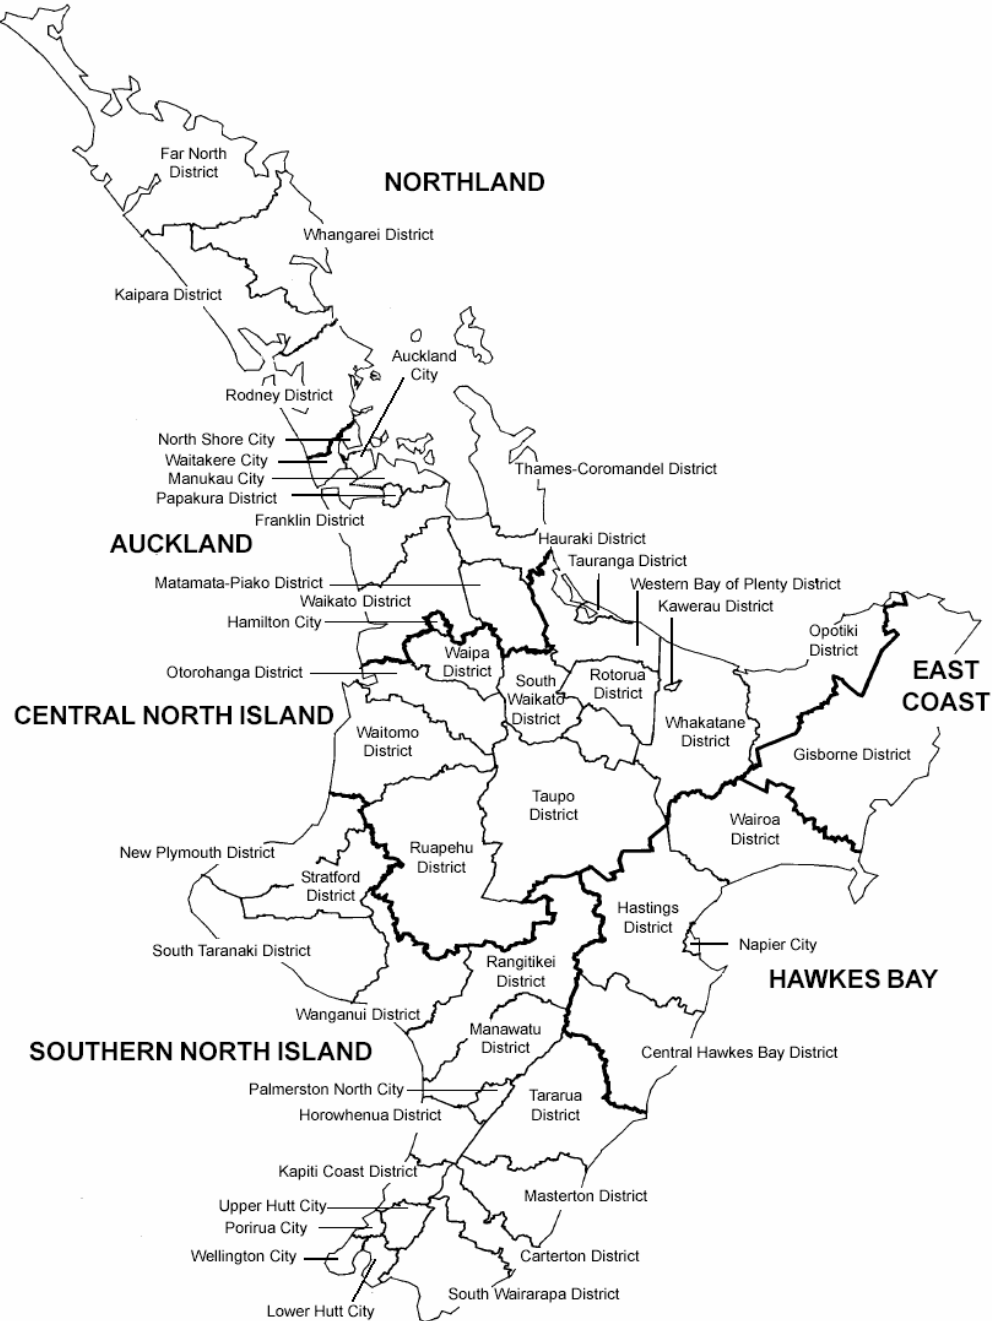 Far North
District
NORTHLAND
Whangarei District
Kaipara District
Auckland
City
Rodney District
North Shore City
Waitakere City
Manukau City
Papakura District
Franklin District
Thames-Coromandel District
AUCKLAND
Hauraki District
Tauranga District
Matamata-Piako District
Western Bay of Plenty District
Waikato District
Kawerau District
Hamilton City
Opotiki
District
Waipa
District
Otorohanga District
South
Waikato
District
Rotorua
District
EAST
COAST
CENTRAL NORTH ISLAND
Waitomo
District
Whakatane
District
Gisborne District
Taupo
District
Wairoa
District
New Plymouth District
Ruapehu
District
Stratford
District
Hastings
District
South Taranaki District
Napier City
Rangitikei
District
HAWKES BAY
Wanganui District
Manawatu
District
SOUTHERN NORTH ISLAND
Central Hawkes Bay District
Palmerston North City
Tararua
District
Horowhenua District
Kapiti Coast District
Masterton District
Upper Hutt City
Porirua City
Wellington City
Carterton District
South Wairarapa District
Lower Hutt City